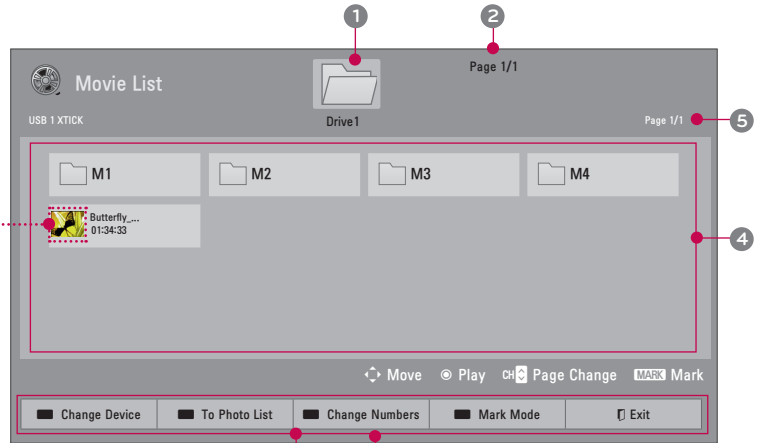 1
2
Page 1/1
Movie List
USB 1 XTICK
Drive1
Page 1/1
5
M1
M2
M3
M4
Butterfly_...
01:34:33
4
Move
Play
CH Page Change
MARK Mark
Change Device
To Photo List
Change Numbers
Mark Mode
Exit